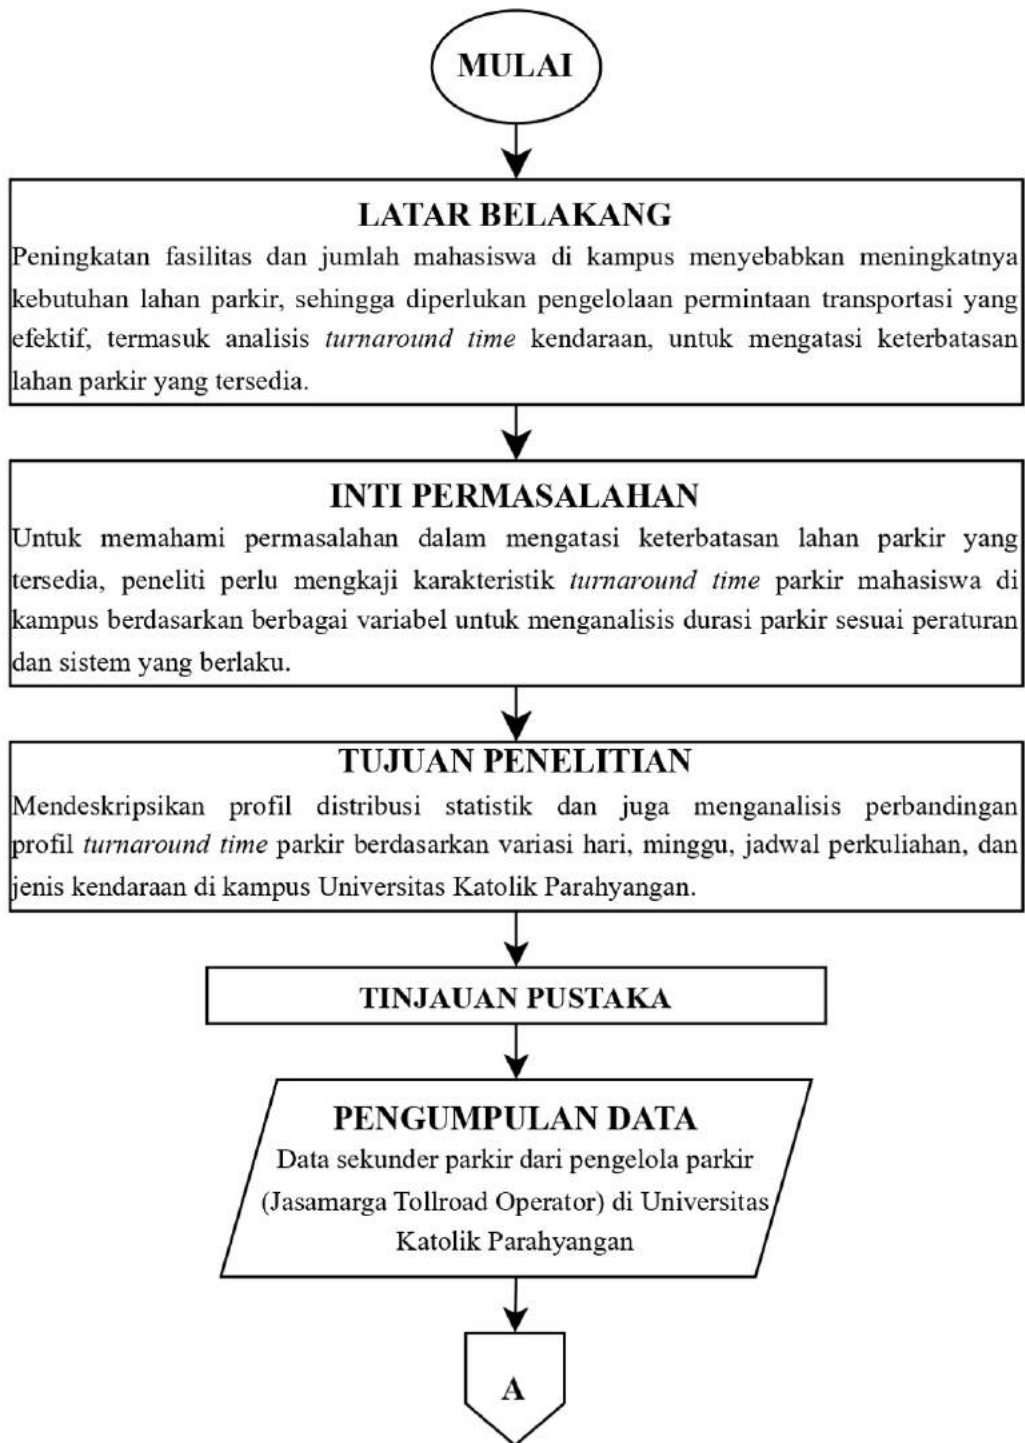 MULAI
LATAR BELAKANG
Peningkatan fasilitas dan jumlah mahasiswa di kampus menyebabkan meningkatnya
kebutuhan lahan parkir, sehingga diperlukan pengelolaan permintaan transportasi yang
efektif, termasuk analisis turnaround time kendaraan, untuk mengatasi keterbatasan
lahan parkir yang tersedia.
INTI PERMASALAHAN
Untuk memahami permasalahan dalam mengatasi keterbatasan lahan parkir yang
tersedia, peneliti perlu mengkaji karakteristik turnaround time parkir mahasiswa di
kampus berdasarkan berbagai variabel untuk menganalisis durasi parkir sesuai peraturan
dan sistem yang berlaku.
TUJUAN PENELITIAN
Mendeskripsikan profil distribusi statistik dan juga menganalisis perbandingan
profil turnaround time parkir berdasarkan variasi hari, minggu, jadwal perkuliahan, dan
jenis kendaraan di kampus Universitas Katolik Parahyangan.
TINJAUAN PUSTAKA
PENGUMPULAN DATA
Data sekunder parkir dari pengelola parkir
(Jasamarga Tollroad Operator) di Universitas
Katolik Parahyangan
A